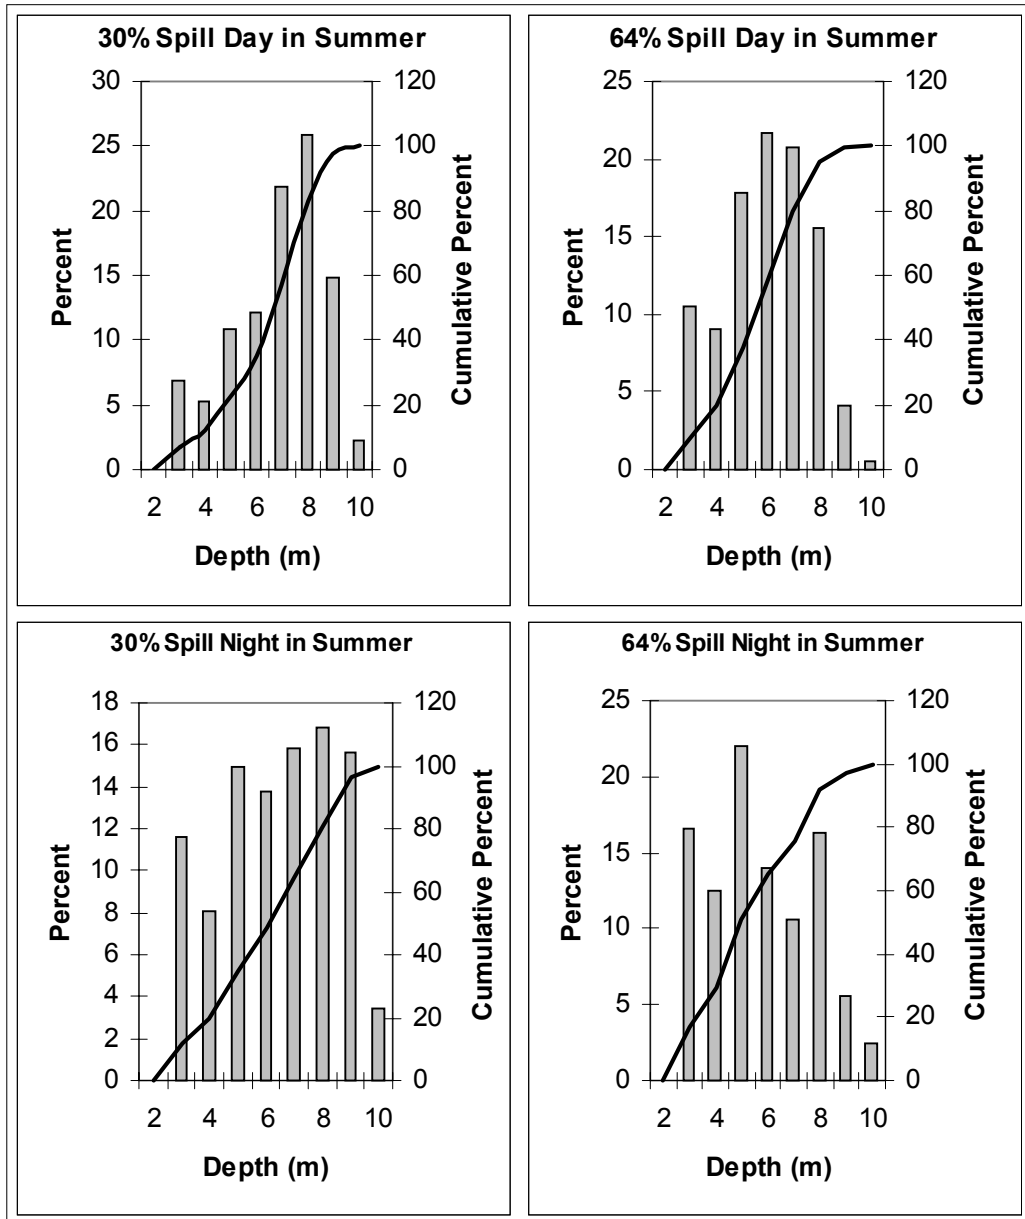 30% Spill Day in Summer
30
25
20
15
10
5
0
120
100
80
60
40
20
0
Percent
Cumulative Percent
2 4 6 8 10
Depth (m)
64% Spill Day in Summer
25
20
15
10
5
0
120
100
80
60
40
20
0
Percent
Cumulative Percent
2 4 6 8 10
Depth (m)
30% Spill Night in Summer
18
16
14
12
10
8
6
4
2
0
120
100
80
60
40
20
0
Percent
Cumulative Percent
2 4 6 8 10
Depth (m)
64% Spill Night in Summer
25
20
15
10
5
0
120
100
80
60
40
20
0
Percent
Cumulative Percent
2 4 6 8 10
Depth (m)